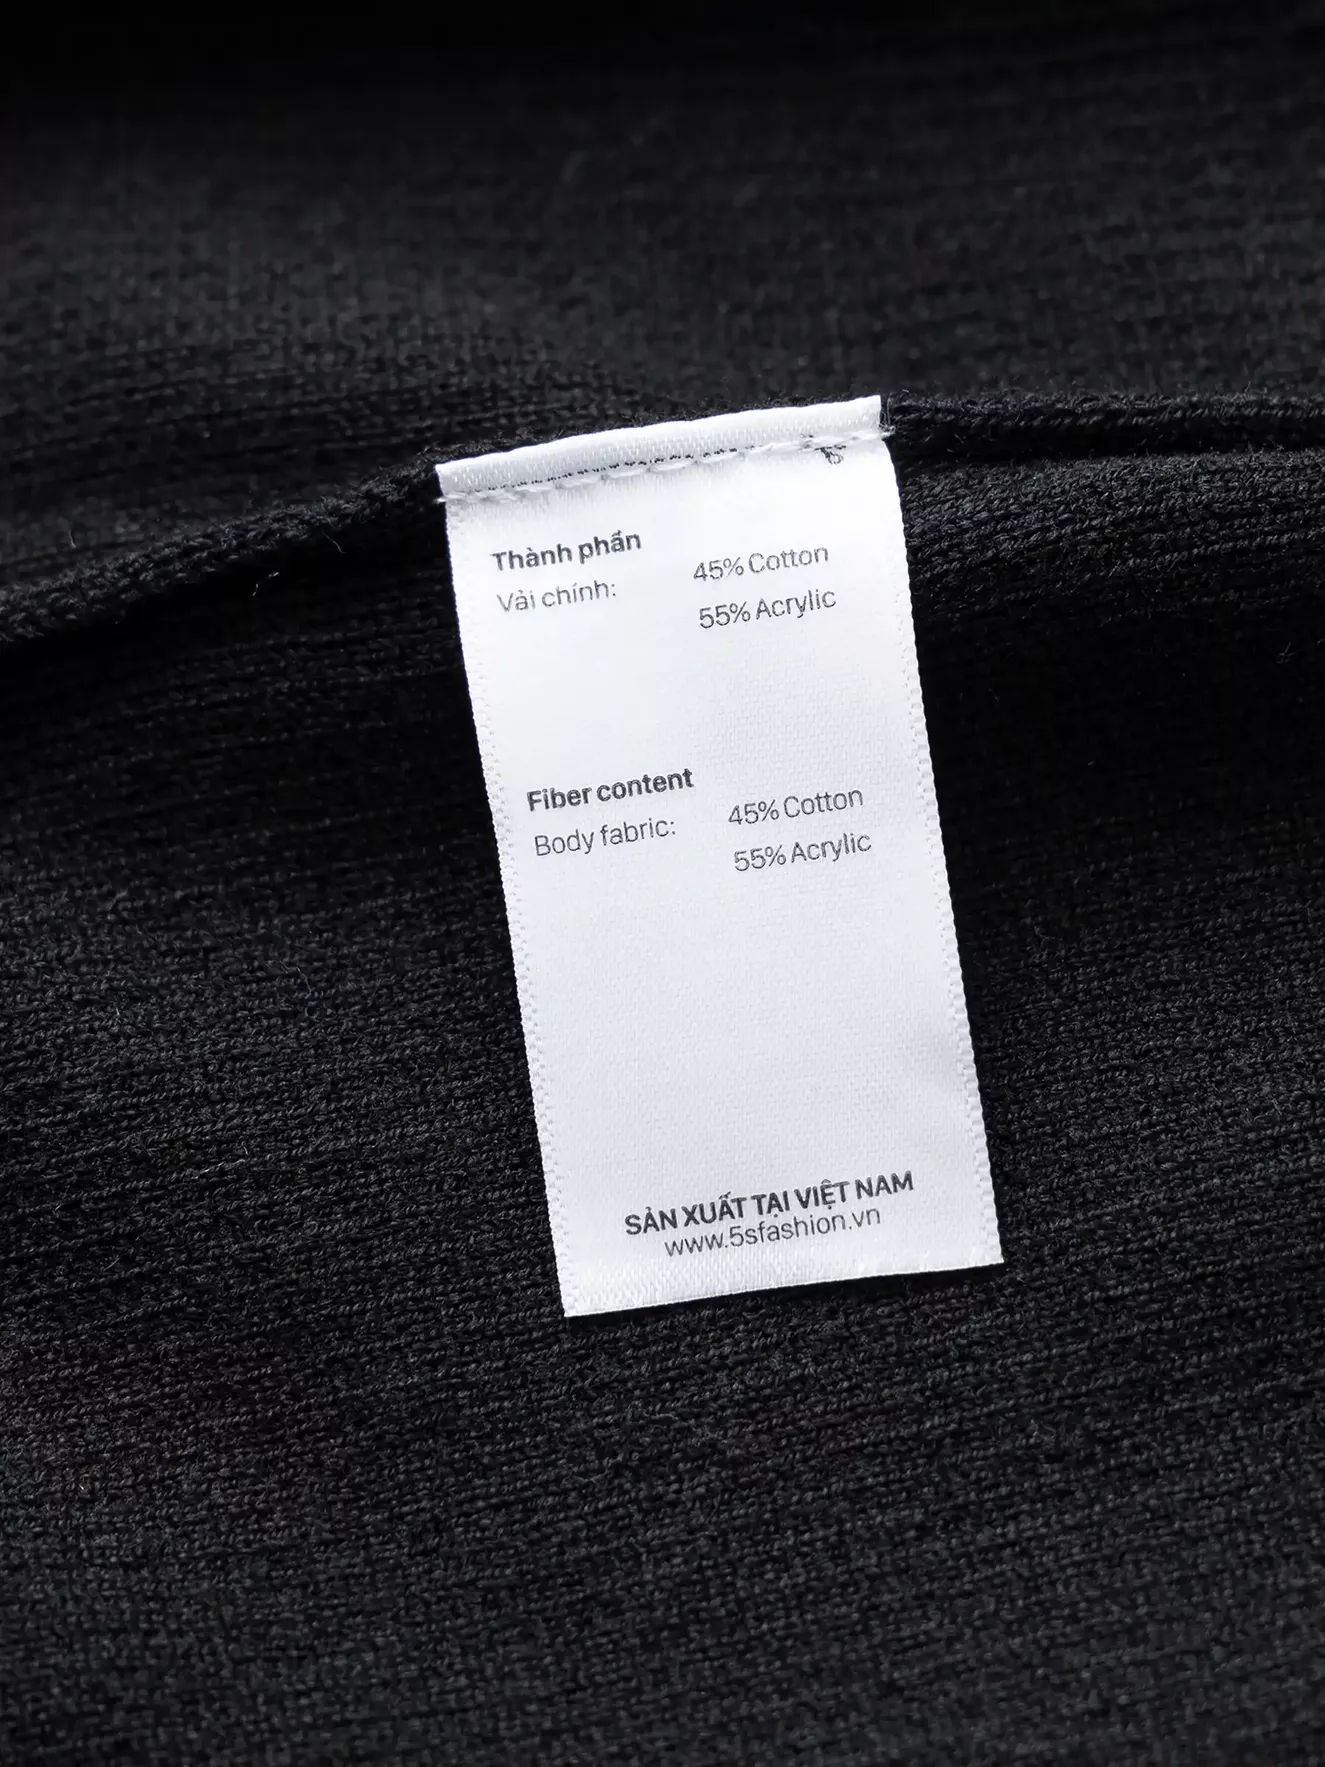 Thành phần
Vải chính: 45% Cotton
55% Acrylic
Fiber content
Body fabric: 45% Cotton
55% Acrylic
SẢN XUẤT TẠI VIỆT NAM
www.5sfashion.vn